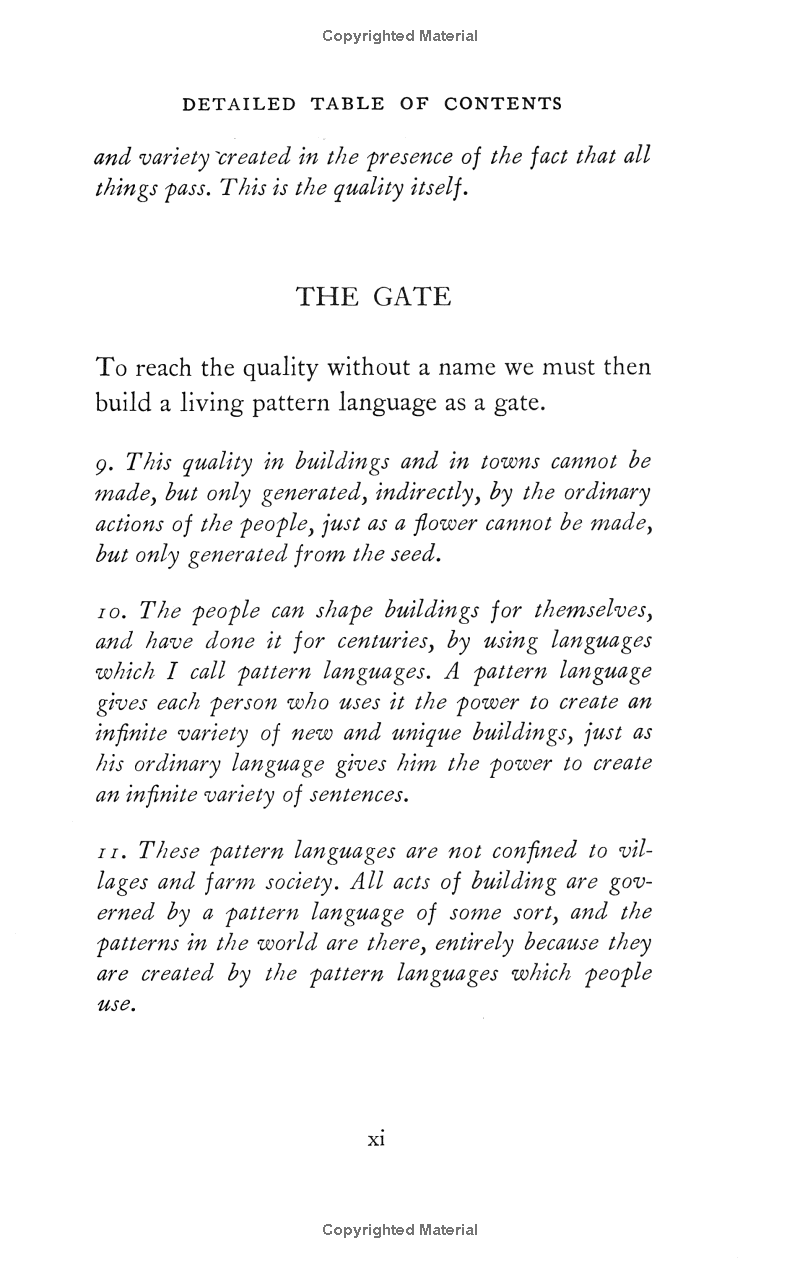 Copyrighted Material
DETAILED TABLE OF CONTENTS
and variety created in the presence of the fact that all
things pass. This is the quality itself.
THE GATE
To reach the quality without a name we must then
build a living pattern language as a gate.
9. This quality in buildings and in towns cannot be
made, but only generated, indirectly, by the ordinary
actions of the people, just as a flower cannot be made,
but only generated from the seed.
10. The people can shape buildings for themselves,
and have done it for centuries, by using languages
which I call pattern languages. A pattern language
gives each person who uses it the power to create an
infinite variety of new and unique buildings, just as
his ordinary language gives him the power to create
an infinite variety of sentences.
11. These pattern languages are not confined to vil-
lages and farm society. All acts of building are gov-
erned by a pattern language of some sort, and the
patterns in the world are there, entirely because they
are created by the pattern languages which people
use.
xi
Copyrighted Material